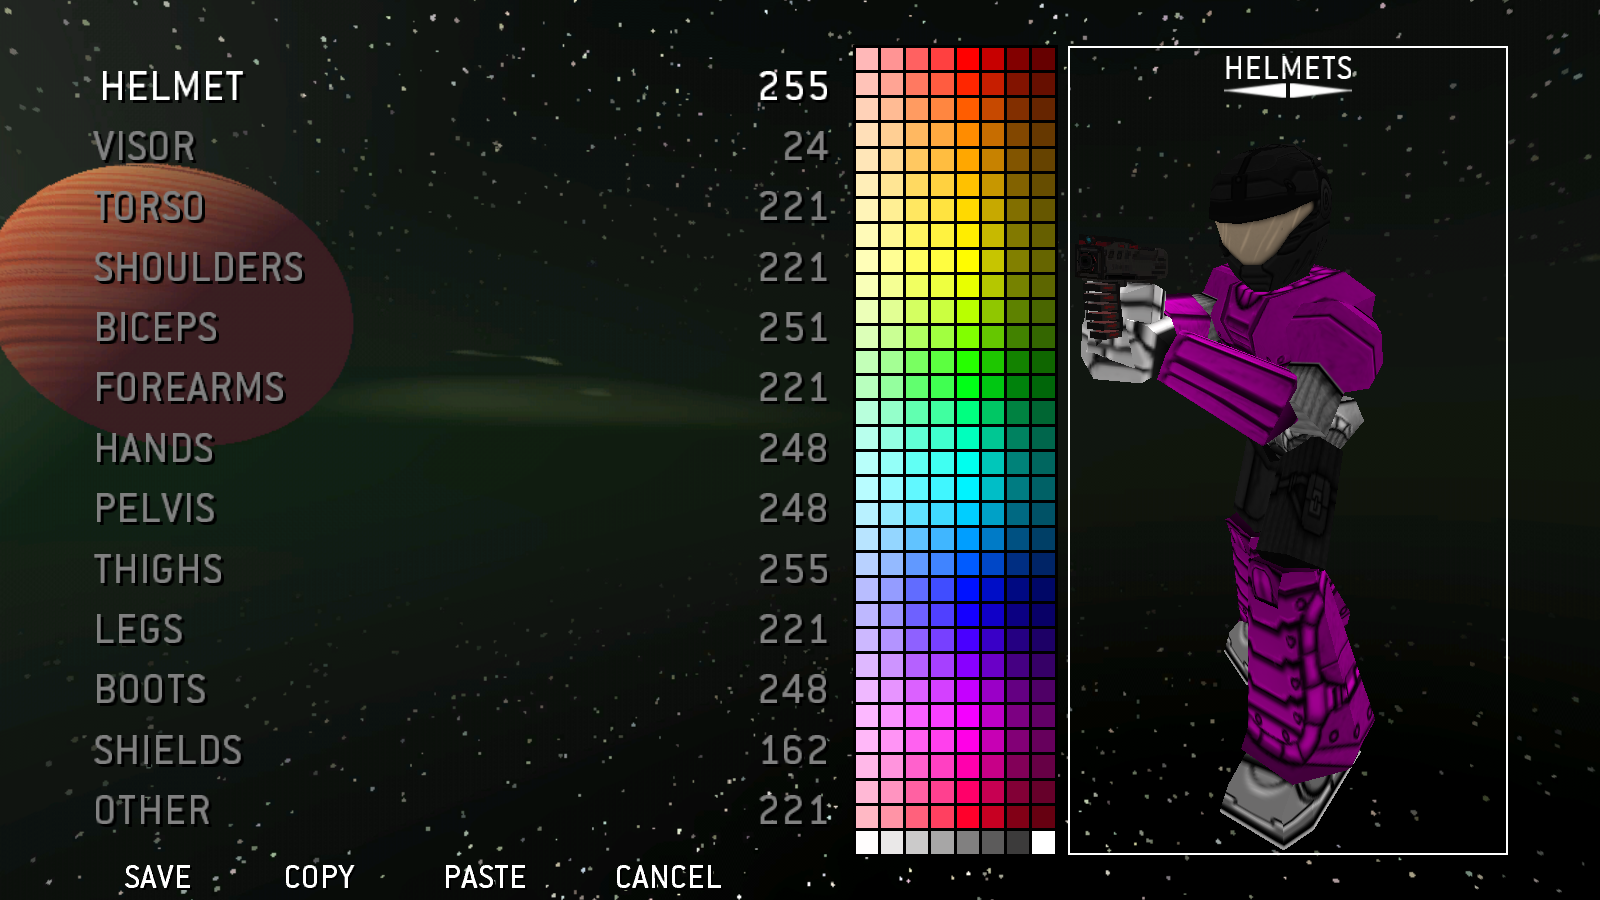 HELMET 255
VISOR 24
TORSO 221
SHOULDERS 221
BICEPS 251
FOREARMS 221
HANDS 248
PELVIS 248
THIGHS 255
LEGS 221
BOOTS 248
SHIELDS 162
OTHER 221
SAVE COPY PASTE CANCEL
HELMETS